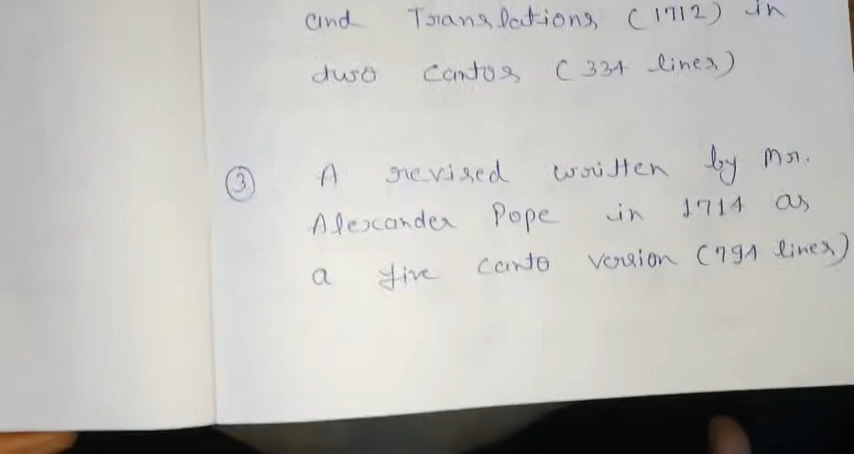 and Translations (1712) in
two Cantos (334 lines)
③ A revised written by Mr.
Alexander Pope in 1714 as
a five canto version (794 lines)